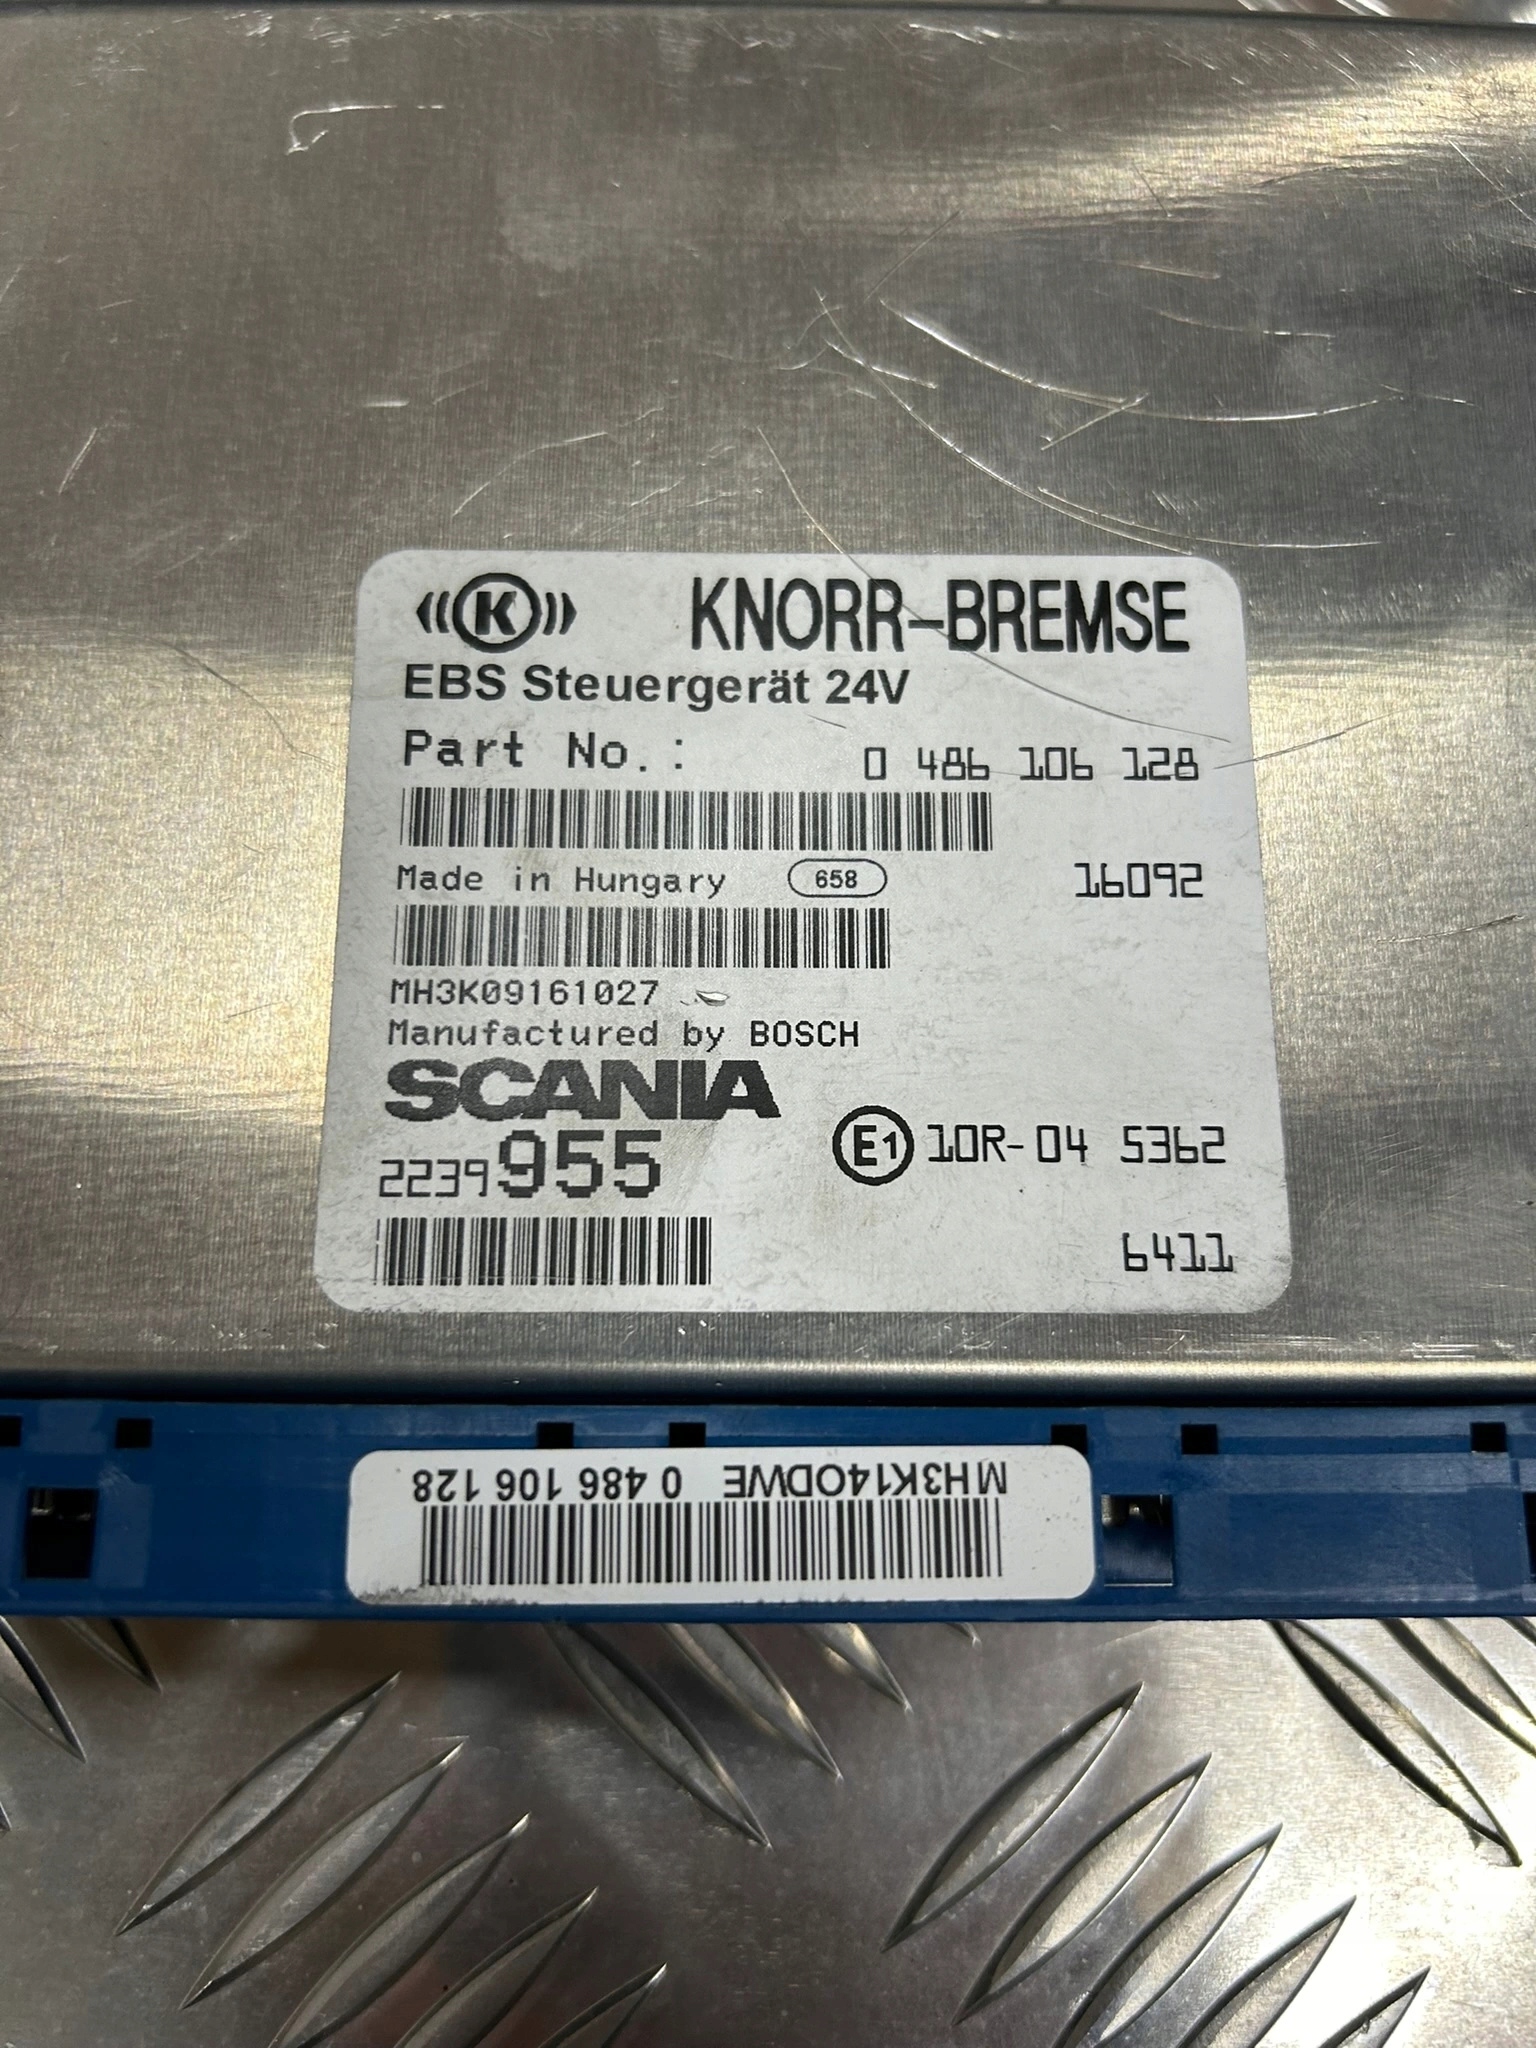 K KNORR-BREMSE
EBS Steuergerät 24V
Part No.: 0 486 106 128
Made in Hungary 658 16092
MH3K09161027
Manufactured by BOSCH
SCANIA
2239955 E1 10R-04 5362
6411
MH3K14ODWE 0 486 106 128